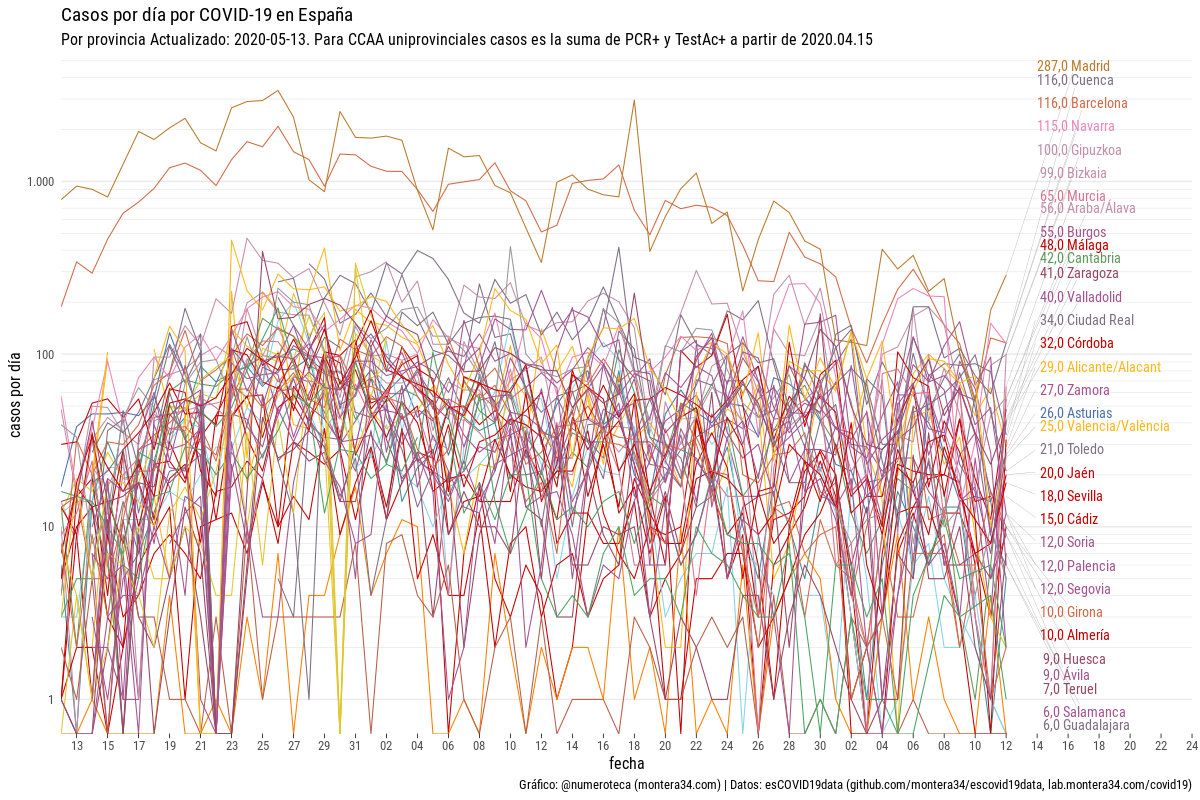 Casos por día por COVID-19 en España
Por provincia Actualizado: 2020-05-13. Para CCAA uniprovinciales casos es la suma de PCR+ y TestAc+ a partir de 2020.04.15
casos por día
1.000
100
10
1
287,0 Madrid
116,0 Cuenca
116,0 Barcelona
115,0 Navarra
100,0 Gipuzkoa
99,0 Bizkaia
65,0 Murcia
56,0 Araba/Álava
55,0 Burgos
48,0 Málaga
42,0 Cantabria
41,0 Zaragoza
40,0 Valladolid
34,0 Ciudad Real
32,0 Córdoba
29,0 Alicante/Alacant
27,0 Zamora
26,0 Asturias
25,0 Valencia/València
21,0 Toledo
20,0 Jaén
18,0 Sevilla
15,0 Cádiz
12,0 Soria
12,0 Palencia
12,0 Segovia
10,0 Girona
10,0 Almería
9,0 Huesca
9,0 Ávila
7,0 Teruel
6,0 Salamanca
6,0 Guadalajara
13 15 17 19 21 23 25 27 29 31 02 04 06 08 10 12 14 16 18 20 22 24 26 28 30 02 04 06 08 10 12 14 16 18 20 22 24
fecha
Gráfico: @numeroteca (montera34.com) | Datos: esCOVID19data (github.com/montera34/escovid19data, lab.montera34.com/covid19)